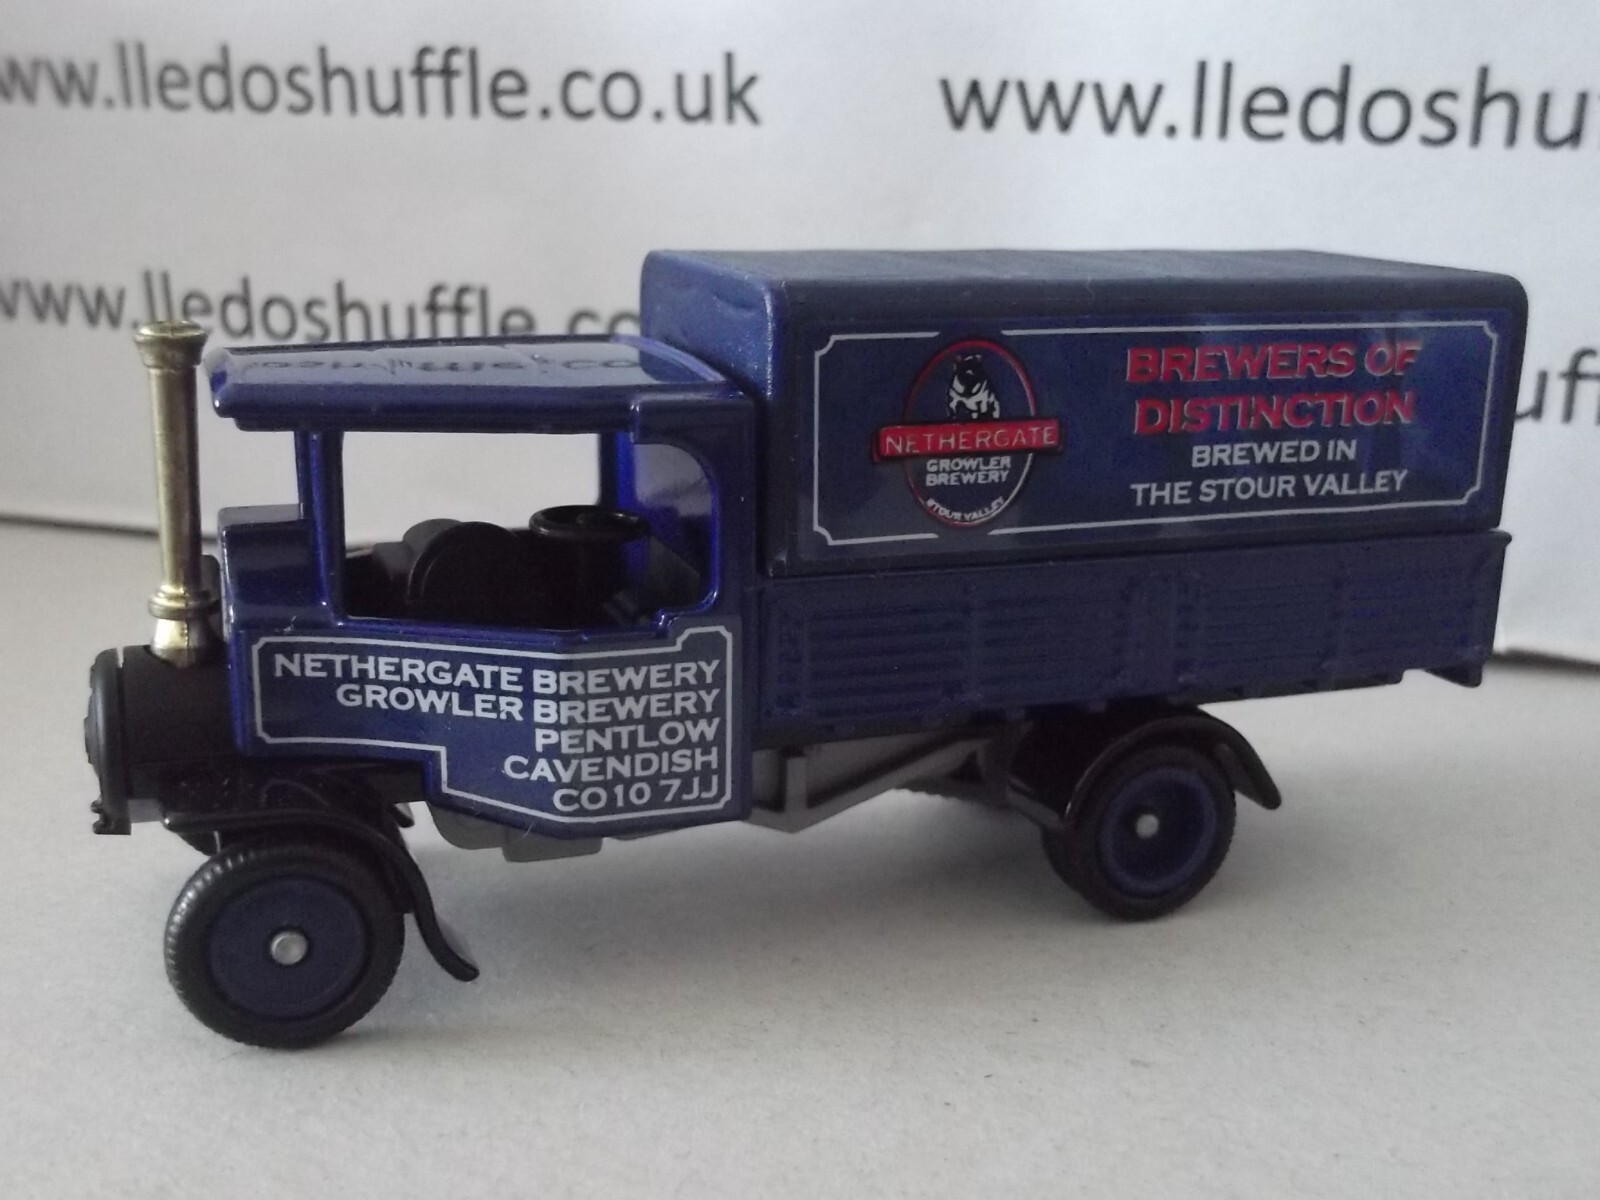 www.lledoshuffle.co.uk
www.lledoshu
www.lledoshuffle.co
NETHERGATE
GROWLER
BREWERY
STOUR VALLEY
BREWERS OF
DISTINCTION
BREWED IN
THE STOUR VALLEY
NETHERGATE BREWERY
GROWLER BREWERY
PENTLOW
CAVENDISH
CO10 7JJ